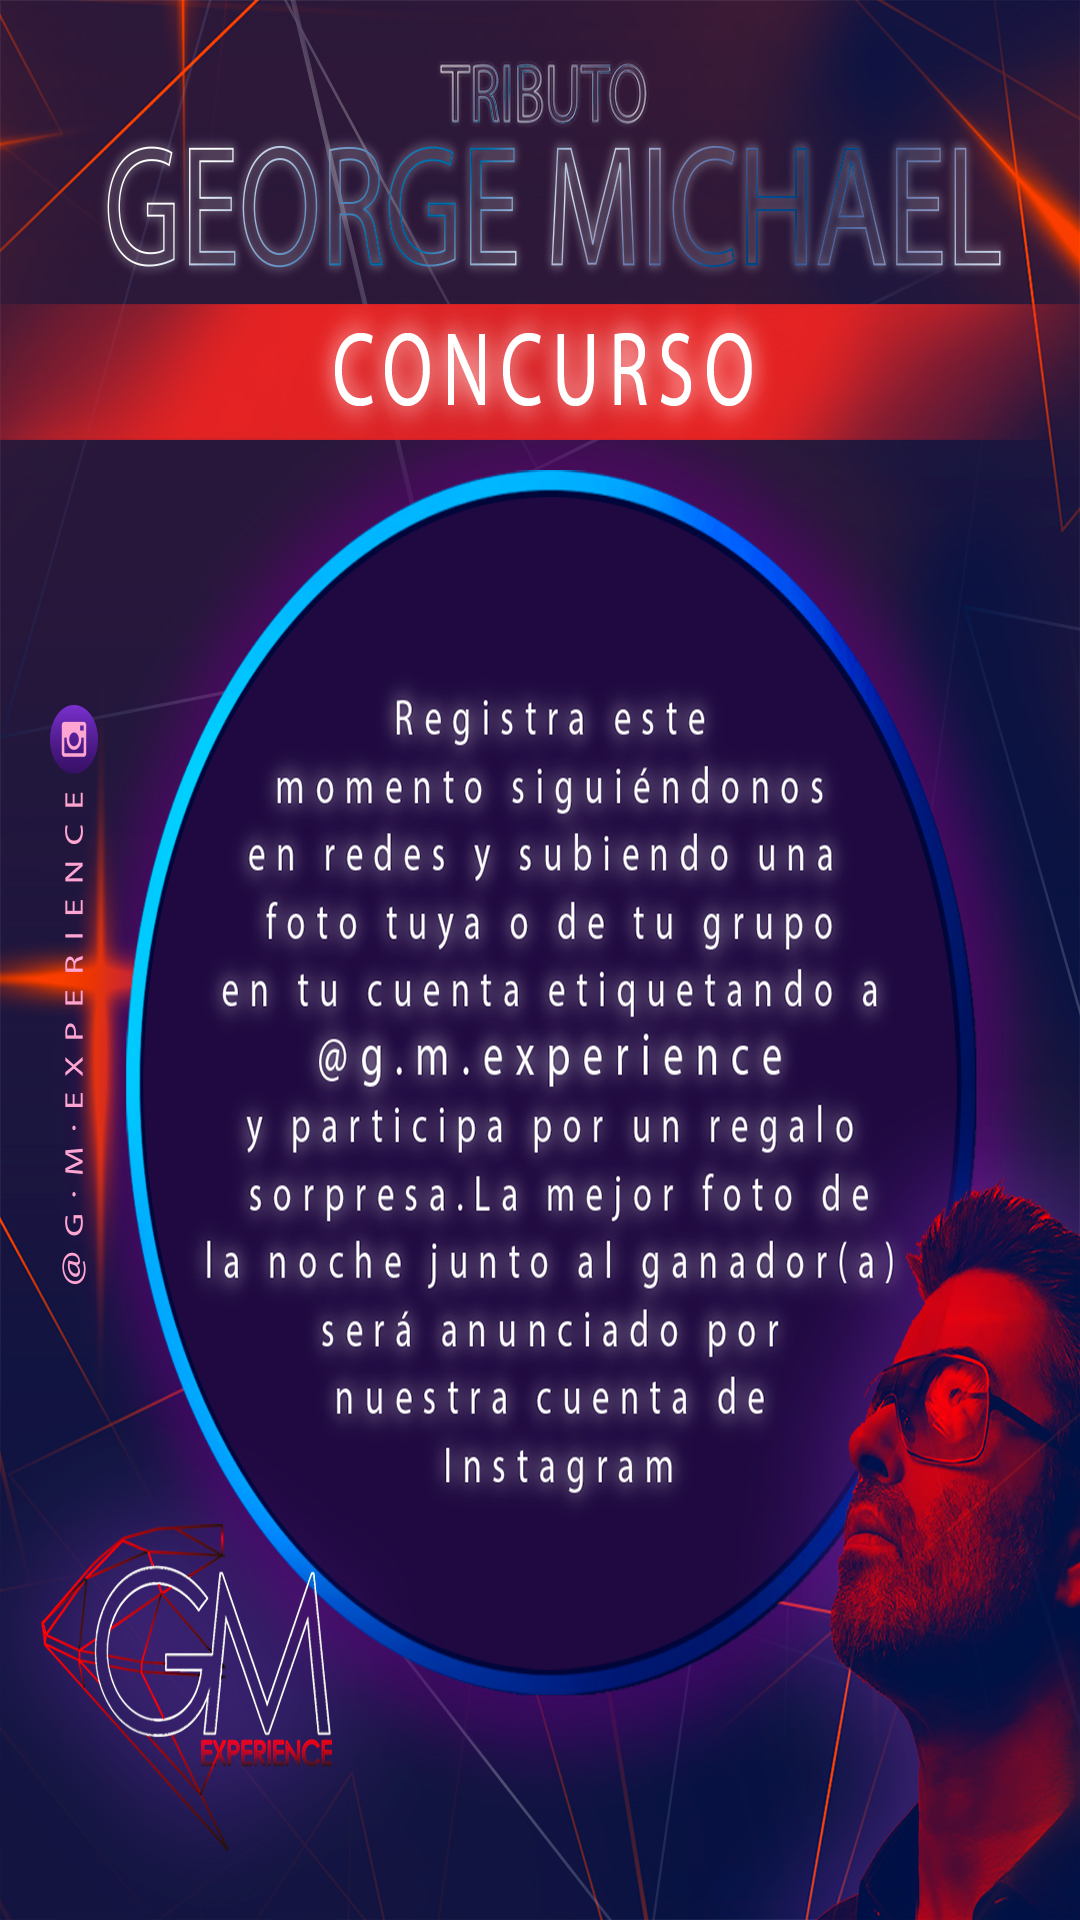 TRIBUTO
GEORGE MICHAEL
CONCURSO
Registra este
momento siguiéndonos
en redes y subiendo una
foto tuya o de tu grupo
en tu cuenta etiquetando a
@g.m.experience
y participa por un regalo
sorpresa.La mejor foto de
la noche junto al ganador(a)
será anunciado por
nuestra cuenta de
Instagram
@G·M·EXPERIENCE
GM
EXPERIENCE